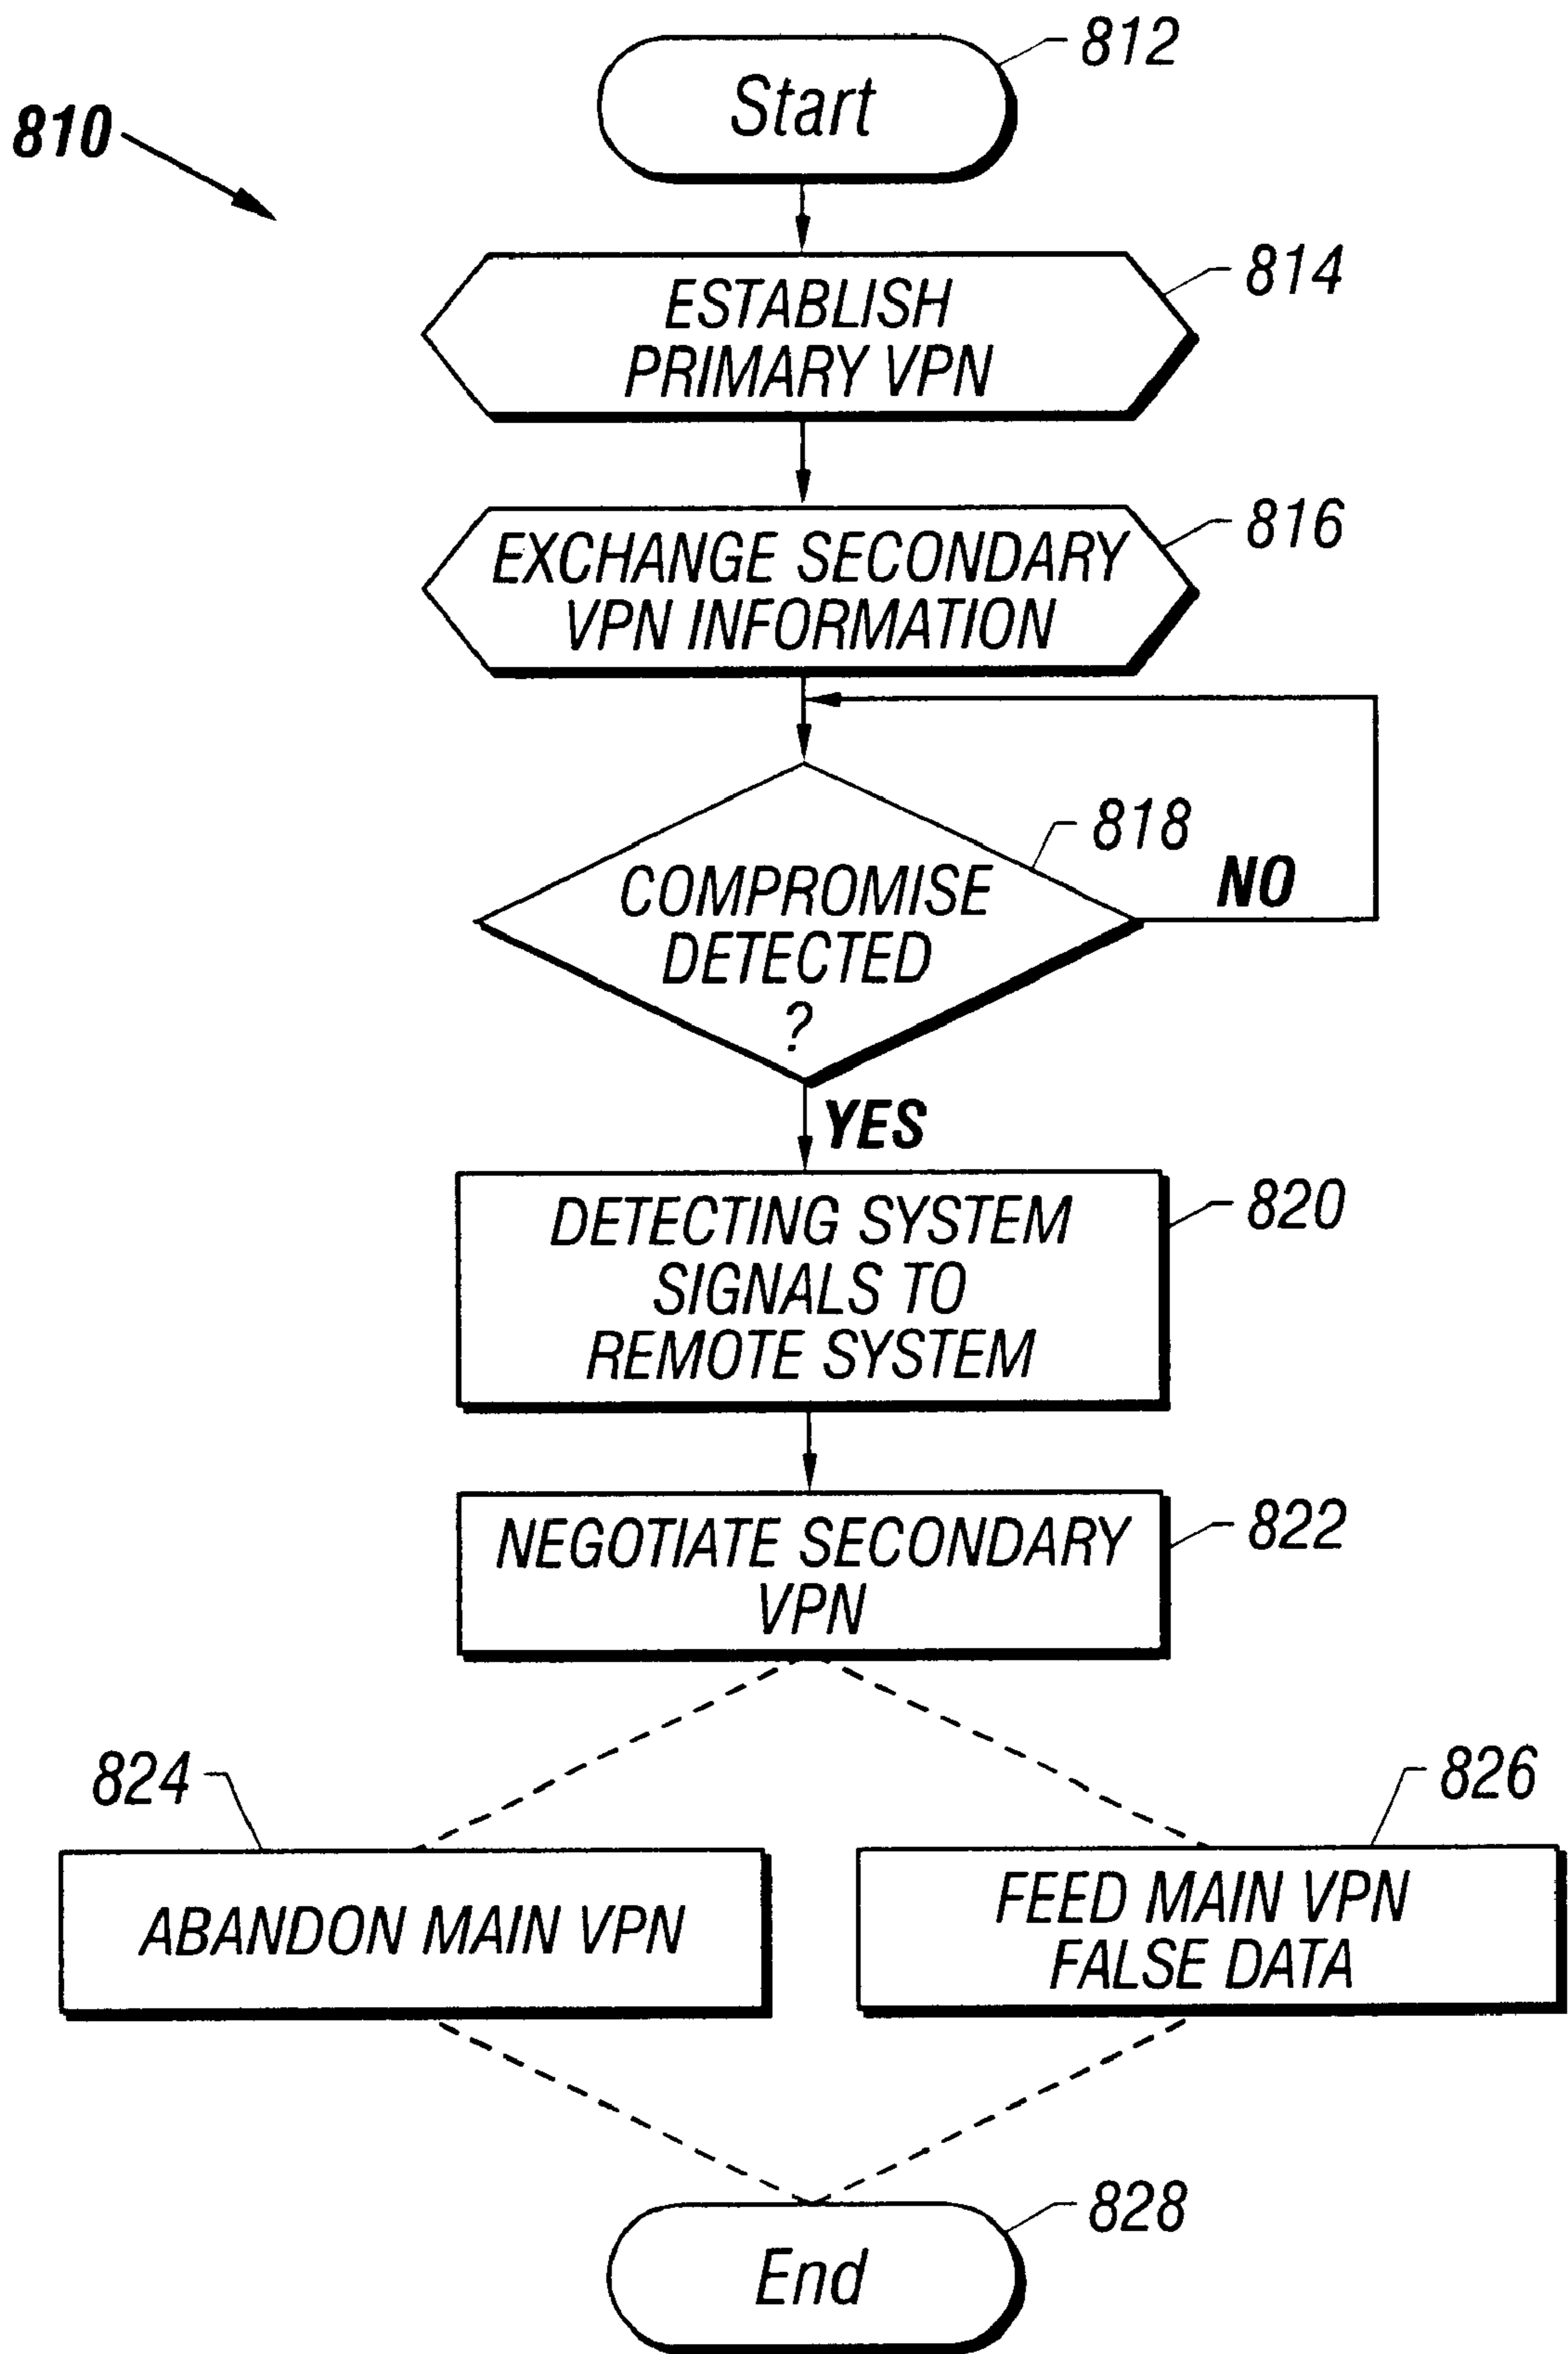 812
Start
810
814
ESTABLISH
PRIMARY VPN
816
EXCHANGE SECONDARY
VPN INFORMATION
818
NO
COMPROMISE
DETECTED
?
YES
820
DETECTING SYSTEM
SIGNALS TO
REMOTE SYSTEM
822
NEGOTIATE SECONDARY
VPN
824
ABANDON MAIN VPN
826
FEED MAIN VPN
FALSE DATA
828
End